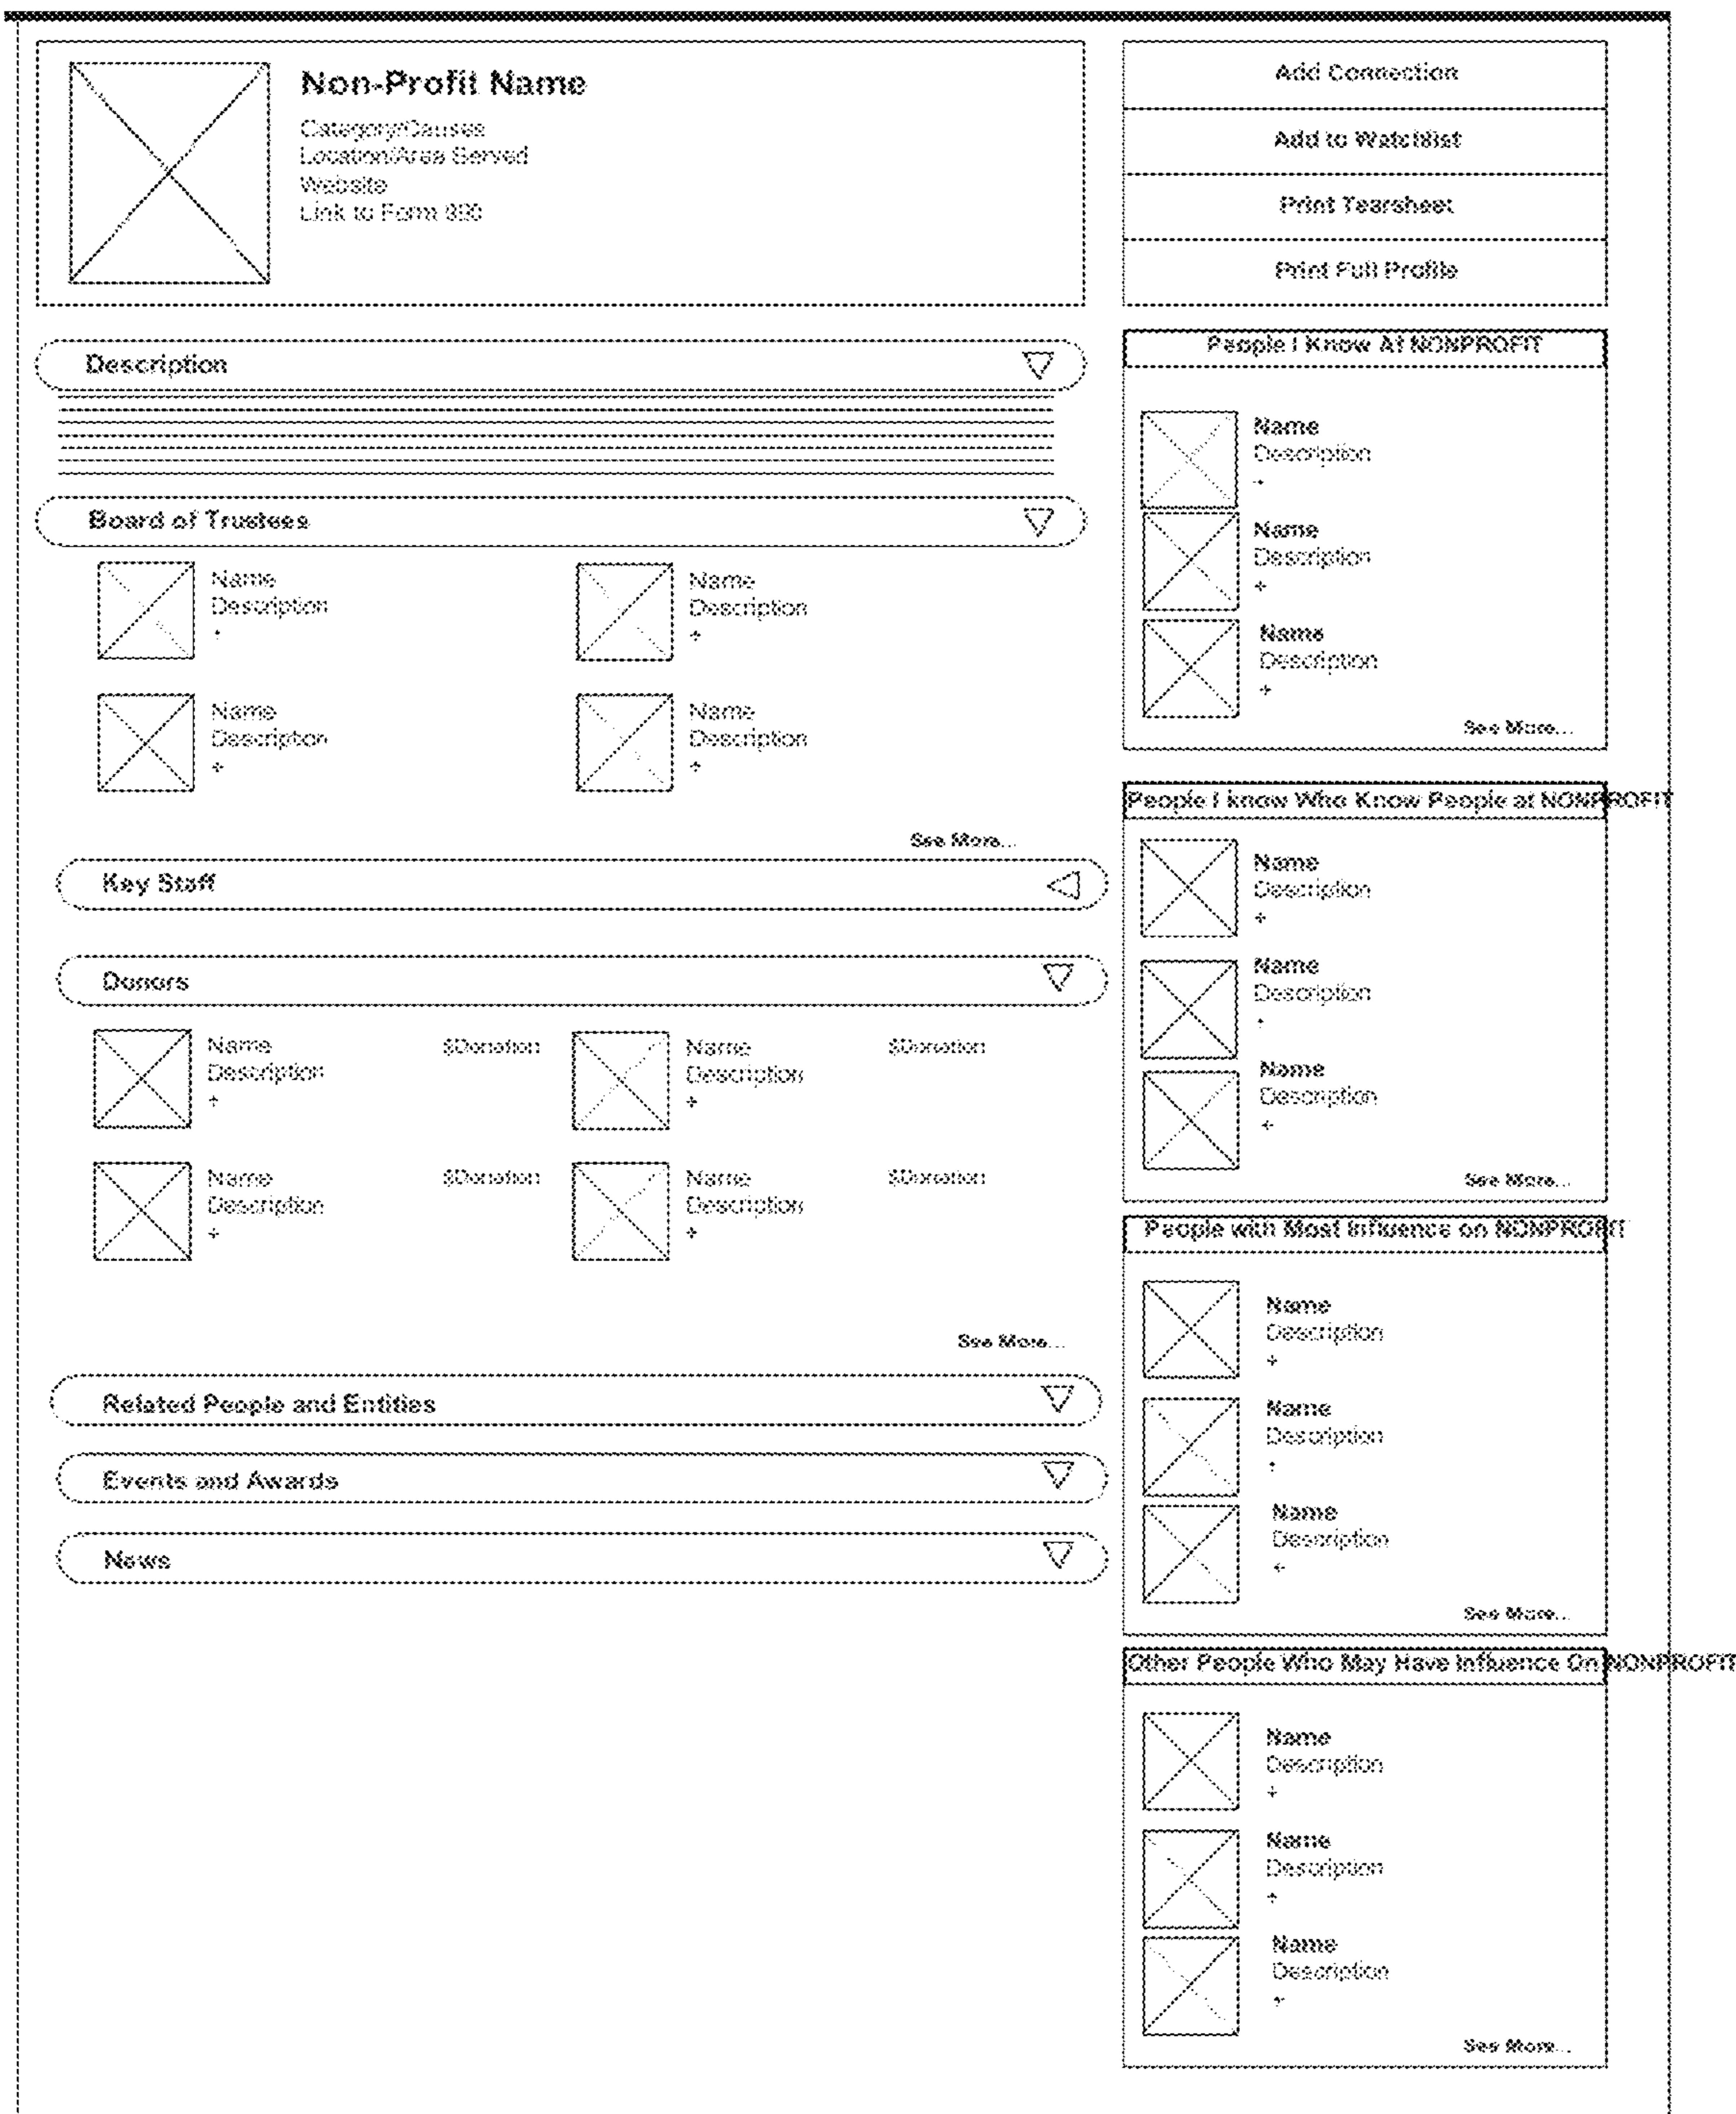 Non-Profit Name
Category/Causes
Location/Area Served
Website
Link to Form 990
Add Connection
Add to Watchlist
Print Tearsheet
Print Full Profile
Description
Board of Trustees
Name
Description
+
Name
Description
+
Name
Description
+
Name
Description
+
See More...
Key Staff
Donors
Name
Description
+
$Donation
Name
Description
+
$Donation
Name
Description
+
$Donation
Name
Description
+
$Donation
See More...
Related People and Entities
Events and Awards
News
People I Know At NONPROFIT
Name
Description
+
Name
Description
+
Name
Description
+
See More...
People I know Who Know People at NONPROFIT
Name
Description
+
Name
Description
+
Name
Description
+
See More...
People with Most Influence on NONPROFIT
Name
Description
+
Name
Description
+
Name
Description
+
See More...
Other People Who May Have Influence On NONPROFIT
Name
Description
+
Name
Description
+
Name
Description
+
See More...